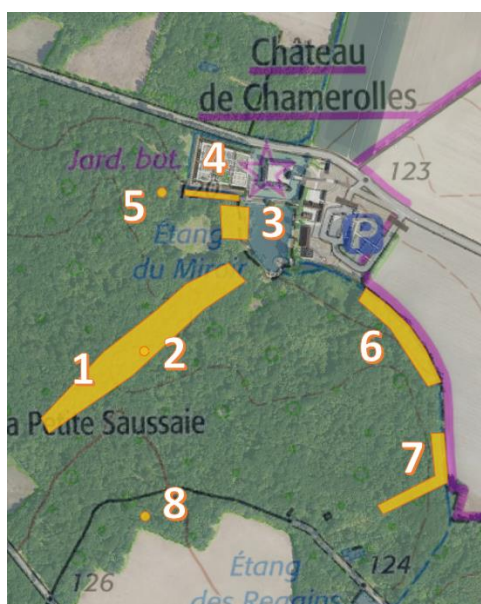 Château
de Chamerolles
Jard. bot.
4
123
5
120
3
P
Étang
du Miroir
6
1
2
a Petite Saussaie
7
8
Étang
124
126
des Regains